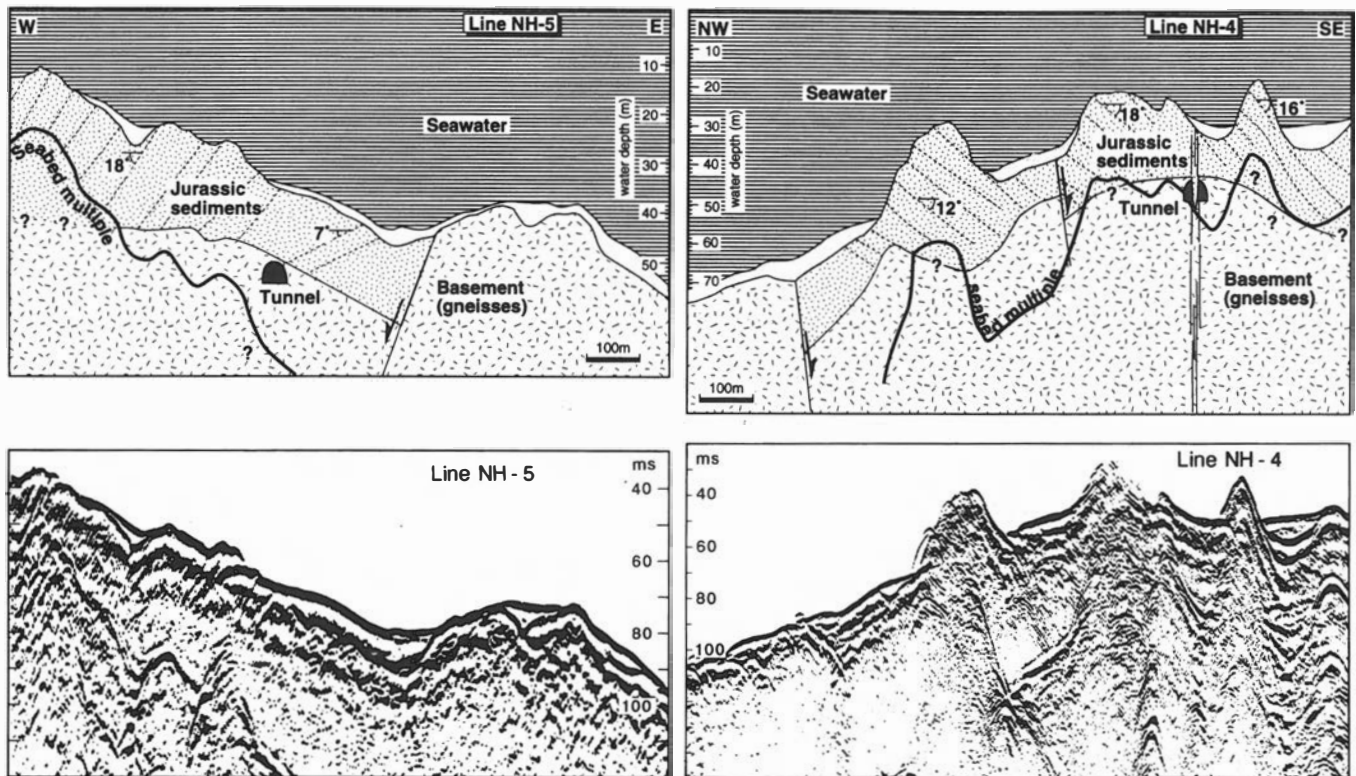 W
Line NH-5
E
10
20
30
40
50
water depth (m)
Seawater
18°
Jurassic
sediments
7°
Seabed multiple
? ?
?
Tunnel
Basement
(gneisses)
100m
NW
Line NH-4
SE
10
20
30
40
50
60
70
water depth (m)
Seawater
18°
16°
12°
Jurassic
sediments
?
?
?
?
?
Tunnel
seabed multiple
Basement
(gneisses)
100m
Line NH - 5
ms
40
60
80
100
ms
Line NH - 4
40
60
80
100